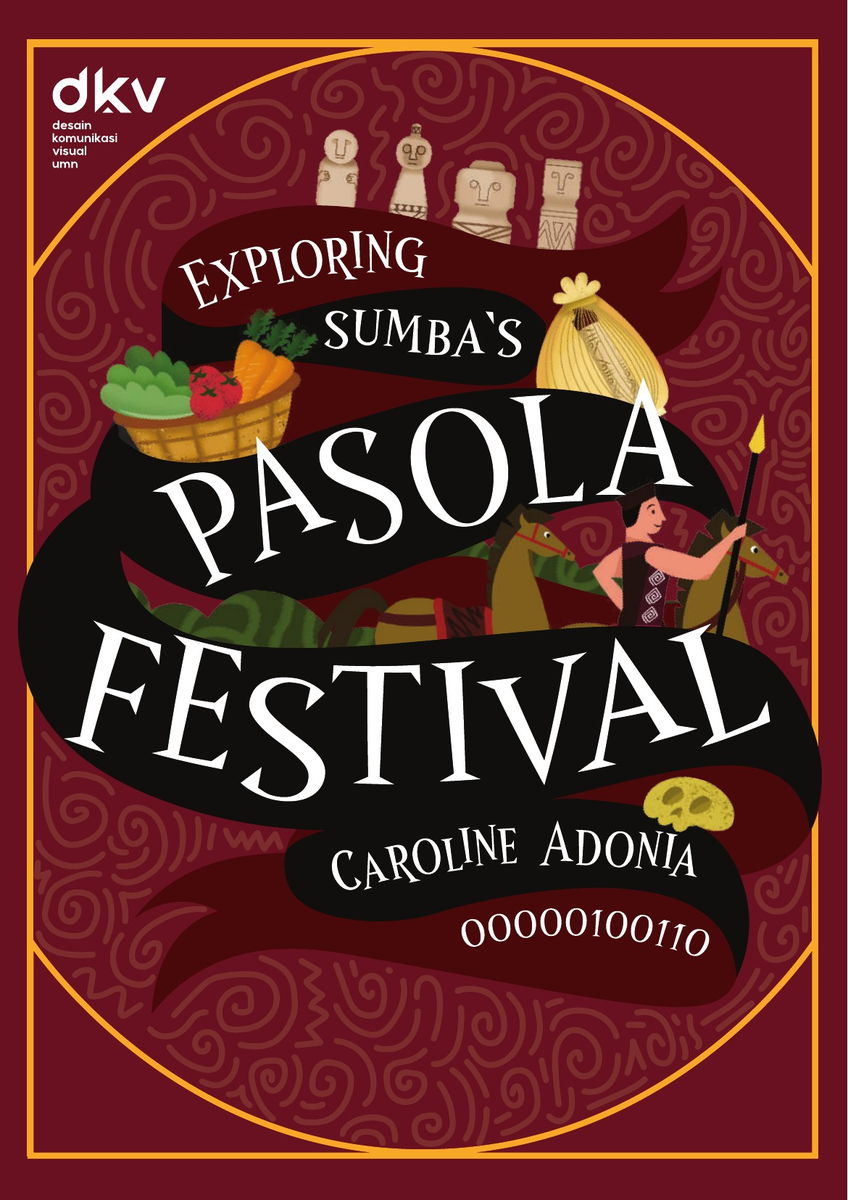 dkv
desain
komunikasi
visual
umn
EXPLORING
SUMBA`S
PASOLA
FESTIVAL
CAROLINE ADONIA
00000100110